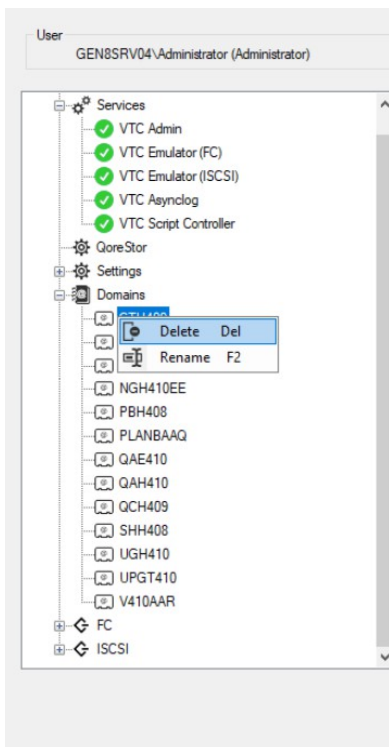 User
GEN8SRV04\Administrator (Administrator)
Services
VTC Admin
VTC Emulator (FC)
VTC Emulator (ISCSI)
VTC Asynclog
VTC Script Controller
QoreStor
Settings
Domains
Delete Del
Rename F2
NGH410EE
PBH408
PLANBAAQ
QAE410
QAH410
QCH409
SHH408
UGH410
UPGT410
V410AAR
FC
ISCSI